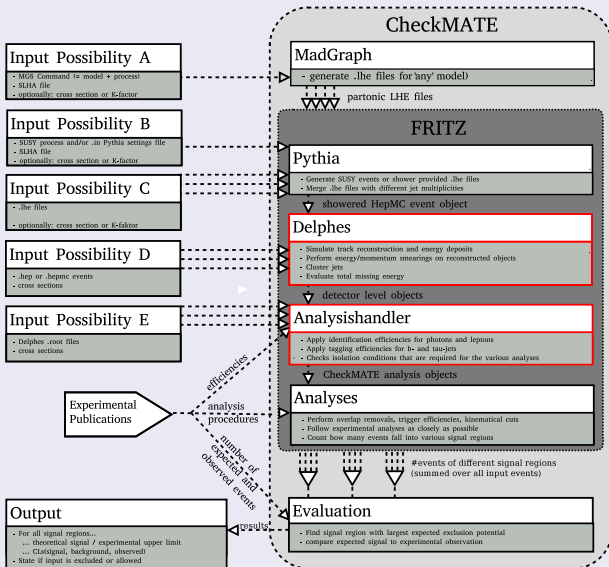 CheckMATE
Input Possibility A
- MG5 Command (= model + process)
- SLHA file
- optionally: cross section or K-factor
MadGraph
- generate .lhe files for 'any' model)
partonic LHE files
Input Possibility B
- SUSY process and/or .in Pythia settings file
- SLHA file
- optionally: cross section or K-factor
FRITZ
Pythia
- Generate SUSY events or shower provided .lhe files
- Merge .lhe files with different jet multiplicities
Input Possibility C
- .lhe files
- optionally: cross section or K-faktor
showered HepMC event object
Delphes
- Simulate track reconstruction and energy deposits
- Perform energy/momentum smearings on reconstructed objects
- Cluster jets
- Evaluate total missing energy
Input Possibility D
- .hep or .hepmc events
- cross sections
detector level objects
Input Possibility E
- Delphes .root files
- cross sections
Analysishandler
- Apply identification efficiencies for photons and leptons
- Apply tagging efficiencies for b- and tau-jets
- Checks isolation conditions that are required for the various analyses
CheckMATE analysis objects
Experimental
Publications
efficiencies
analysis
procedures
number of
expected and
observed events
Analyses
- Perform overlap removals, trigger efficiencies, kinematical cuts
- Follow experimental analyses as closely as possible
- Count how many events fall into various signal regions
#events of different signal regions
(summed over all input events)
Evaluation
- Find signal region with largest expected exclusion potential
- compare expected signal to experimental observation
results
Output
- For all signal regions...
... theoretical signal / experimental upper limit
... CLs(signal, background, observed)
- State if input is excluded or allowed